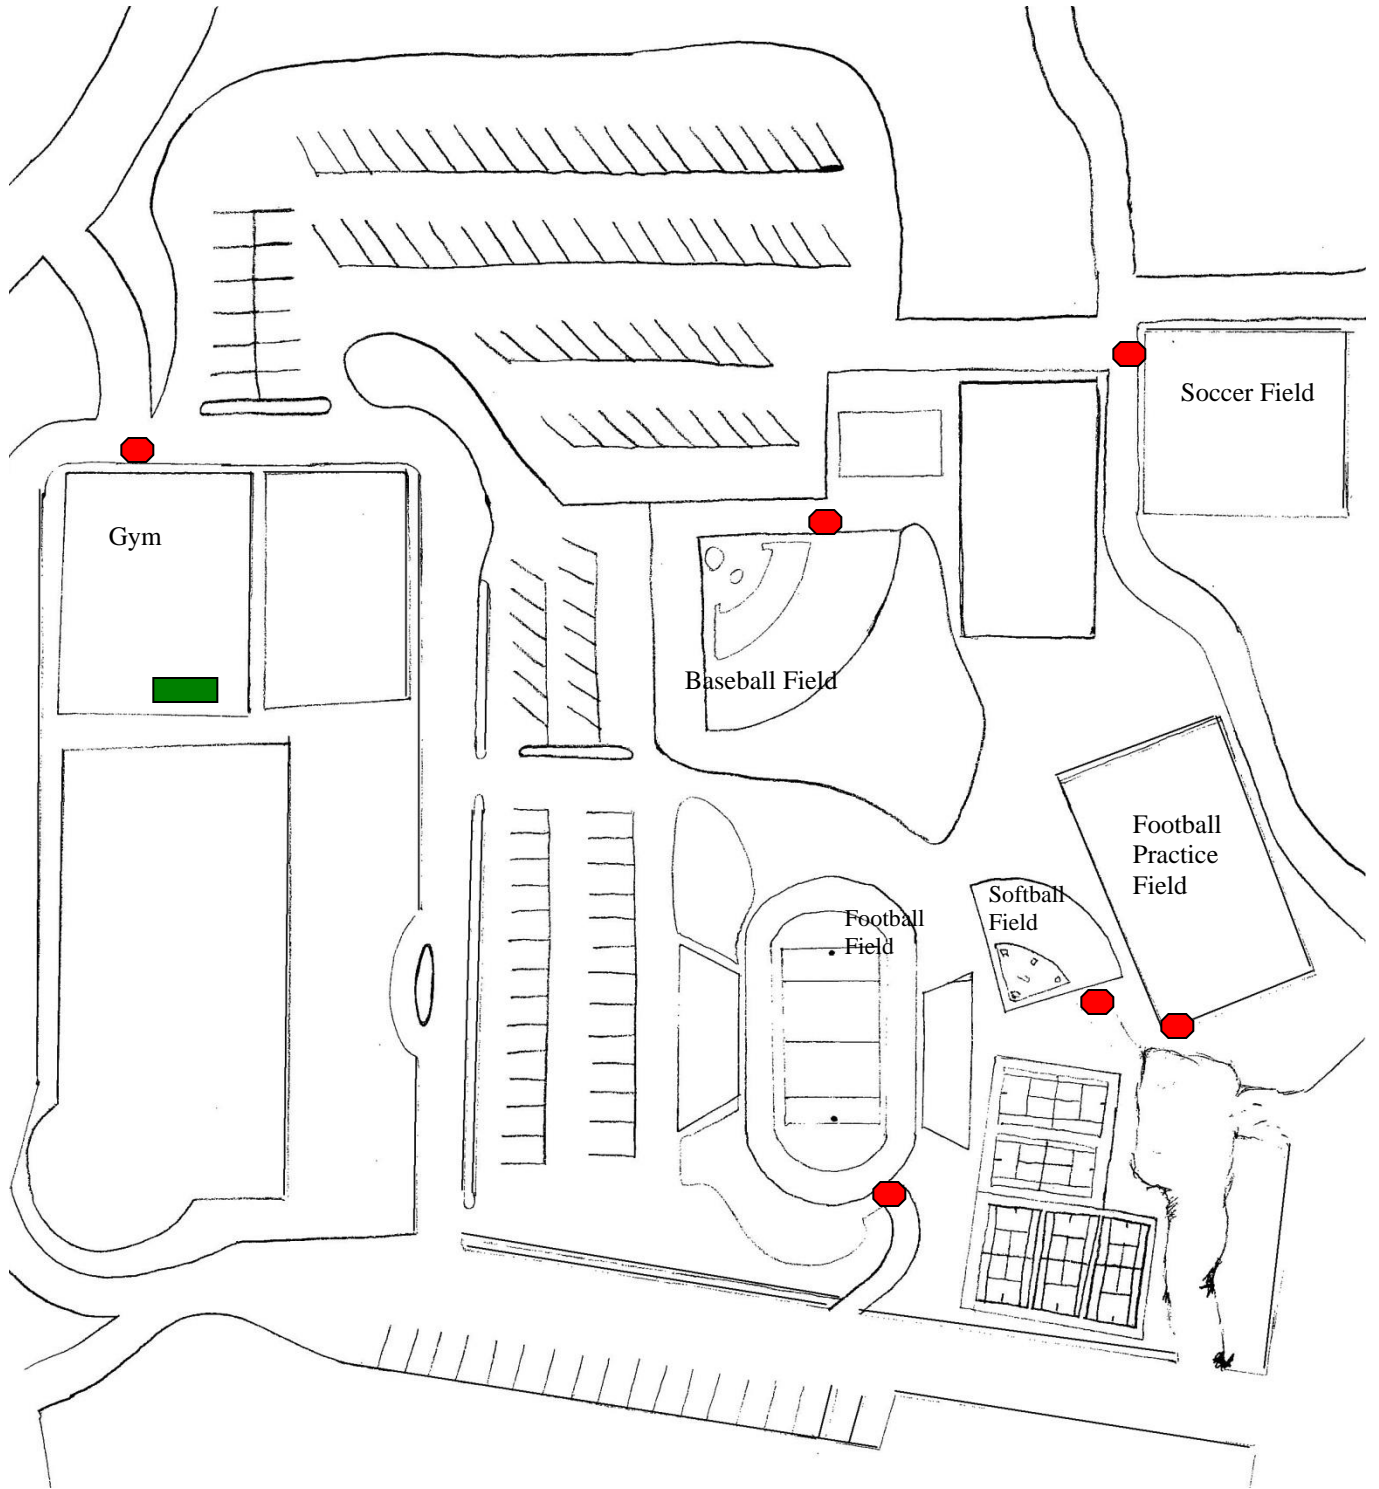 Soccer Field
Gym
Baseball Field
Football
Practice
Field
Softball
Field
Football
Field